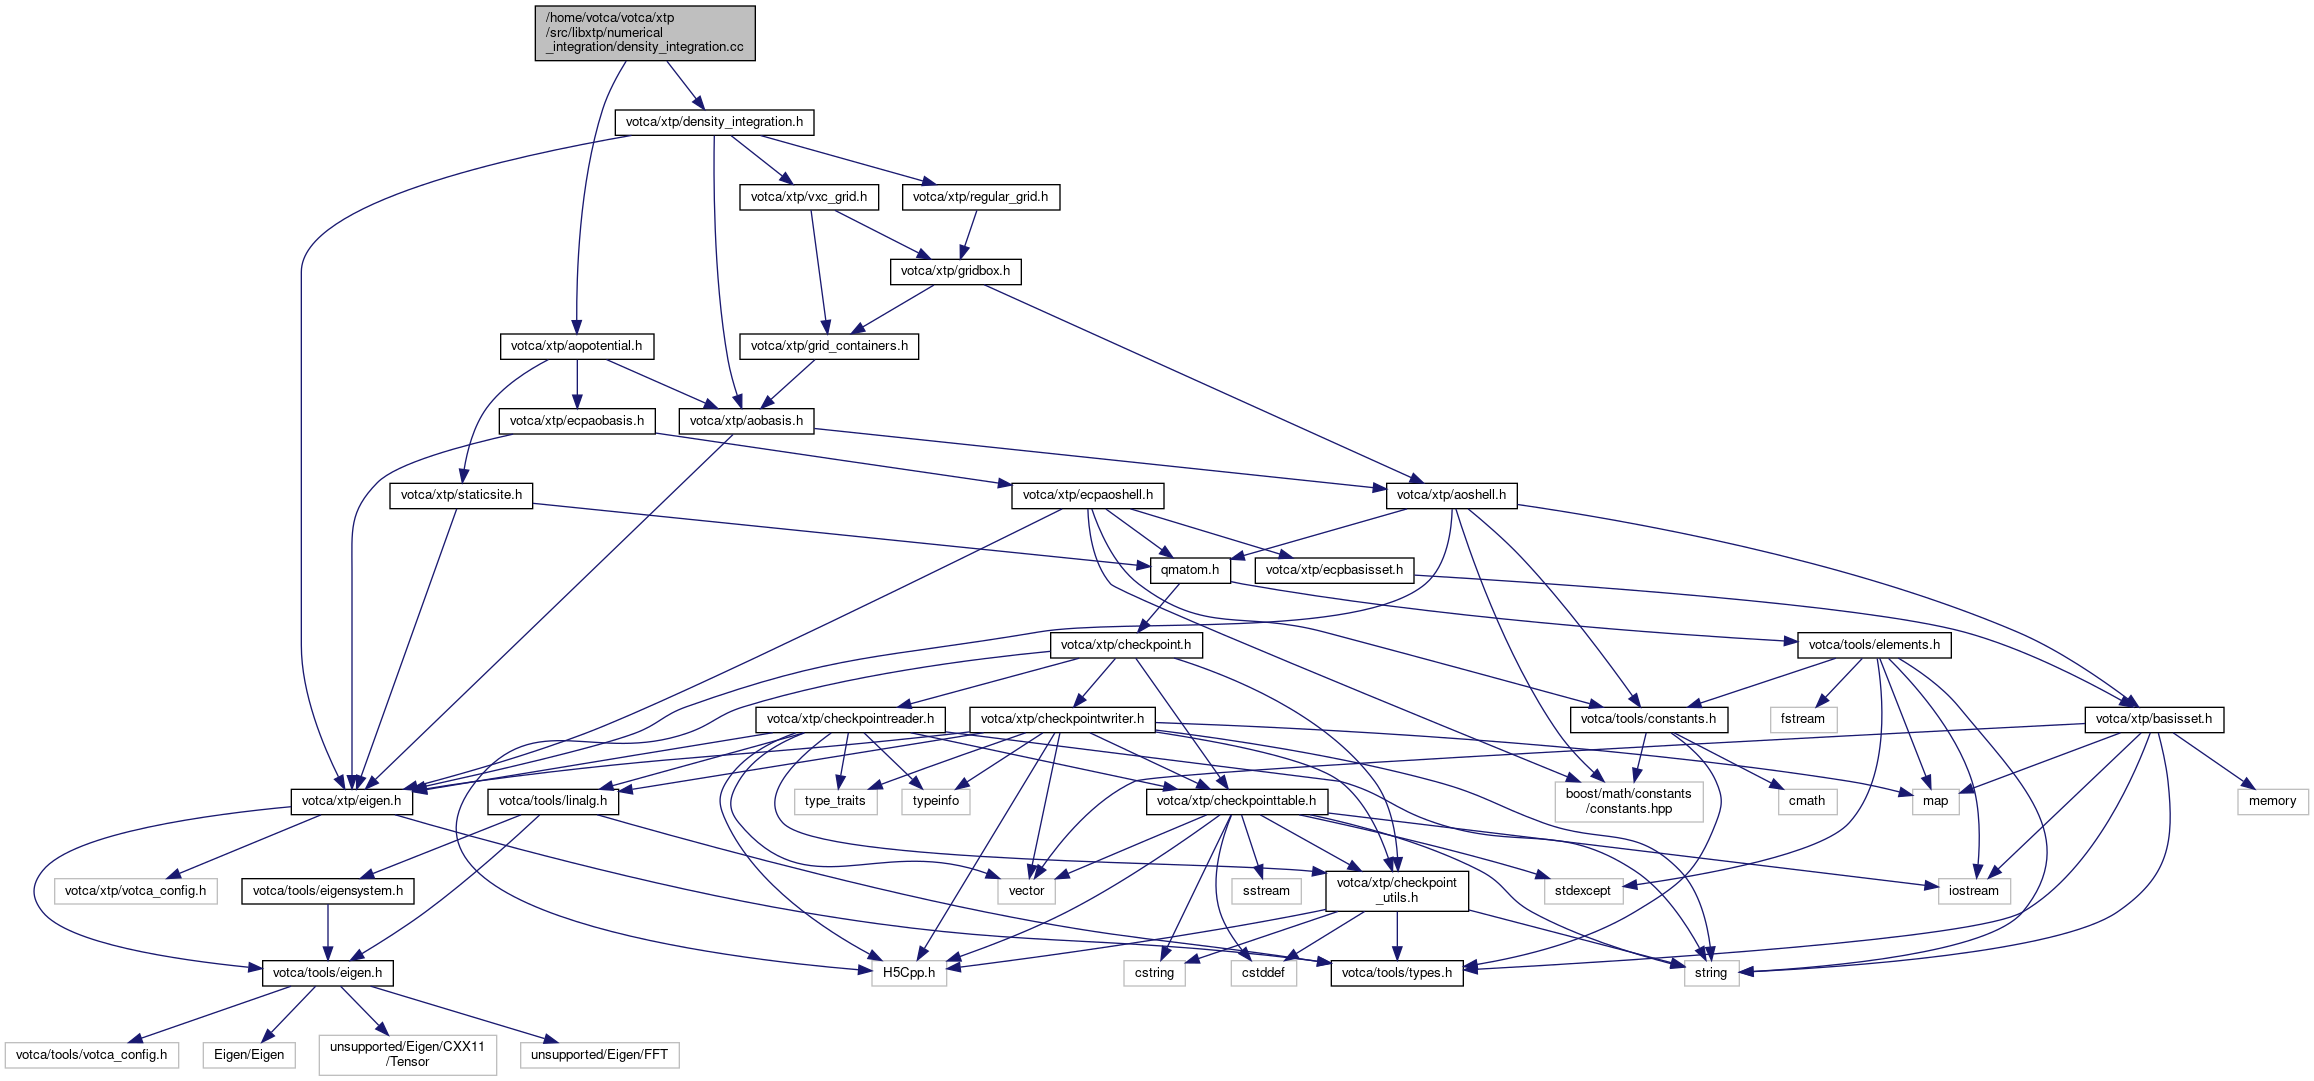 /home/votca/votca/xtp
/src/libxtp/numerical
_integration/density_integration.cc
votca/xtp/density_integration.h
votca/xtp/vxc_grid.h
votca/xtp/regular_grid.h
votca/xtp/gridbox.h
votca/xtp/aopotential.h
votca/xtp/grid_containers.h
votca/xtp/ecpaobasis.h
votca/xtp/aobasis.h
votca/xtp/staticsite.h
votca/xtp/ecpaoshell.h
votca/xtp/aoshell.h
qmatom.h
votca/xtp/ecpbasisset.h
votca/xtp/checkpoint.h
votca/tools/elements.h
votca/xtp/checkpointreader.h
votca/xtp/checkpointwriter.h
votca/tools/constants.h
fstream
votca/xtp/basisset.h
votca/xtp/eigen.h
votca/tools/linalg.h
type_traits
typeinfo
votca/xtp/checkpointtable.h
boost/math/constants
/constants.hpp
cmath
map
memory
votca/xtp/votca_config.h
votca/tools/eigensystem.h
vector
sstream
votca/xtp/checkpoint
_utils.h
stdexcept
iostream
votca/tools/eigen.h
H5Cpp.h
cstring
cstddef
votca/tools/types.h
string
votca/tools/votca_config.h
Eigen/Eigen
unsupported/Eigen/CXX11
/Tensor
unsupported/Eigen/FFT